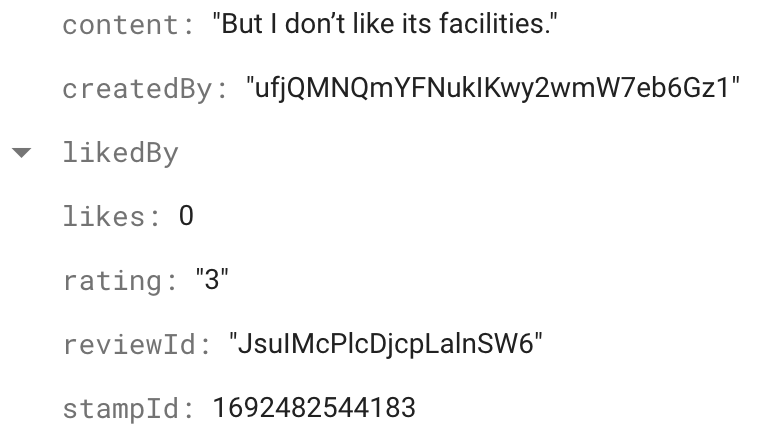 content: "But I don’t like its facilities."
createdBy: "ufjQMNQmYFNukIKwy2wmW7eb6Gz1"
likedBy
likes: 0
rating: "3"
reviewId: "JsuIMcPlcDjcpLalnSW6"
stampId: 1692482544183